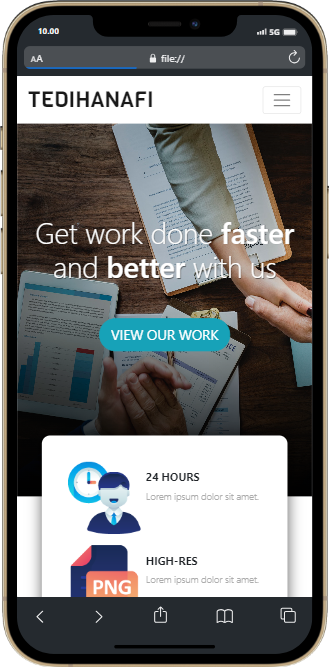 10.00
5G
AA
file://
TEDIHANAFI
Get work done faster
and better with us
VIEW OUR WORK
24 HOURS
Lorem ipsum dolor sit amet.
HIGH-RES
Lorem ipsum dolor sit amet.
PNG